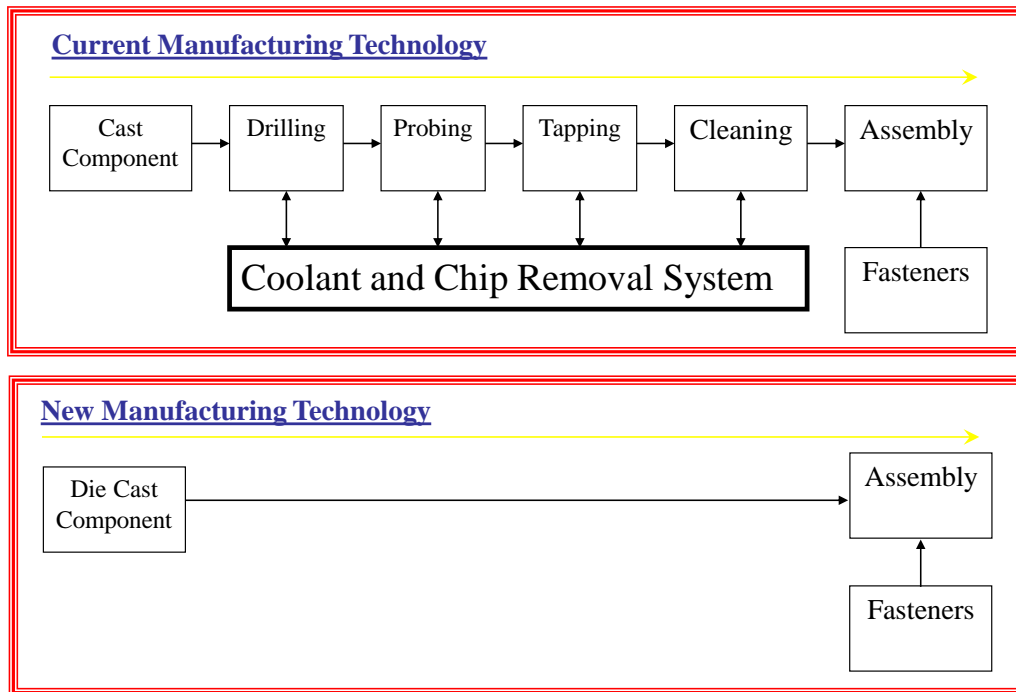 Current Manufacturing Technology
Cast
Component
Drilling
Probing
Tapping
Cleaning
Assembly
Coolant and Chip Removal System
Fasteners
New Manufacturing Technology
Die Cast
Component
Assembly
Fasteners